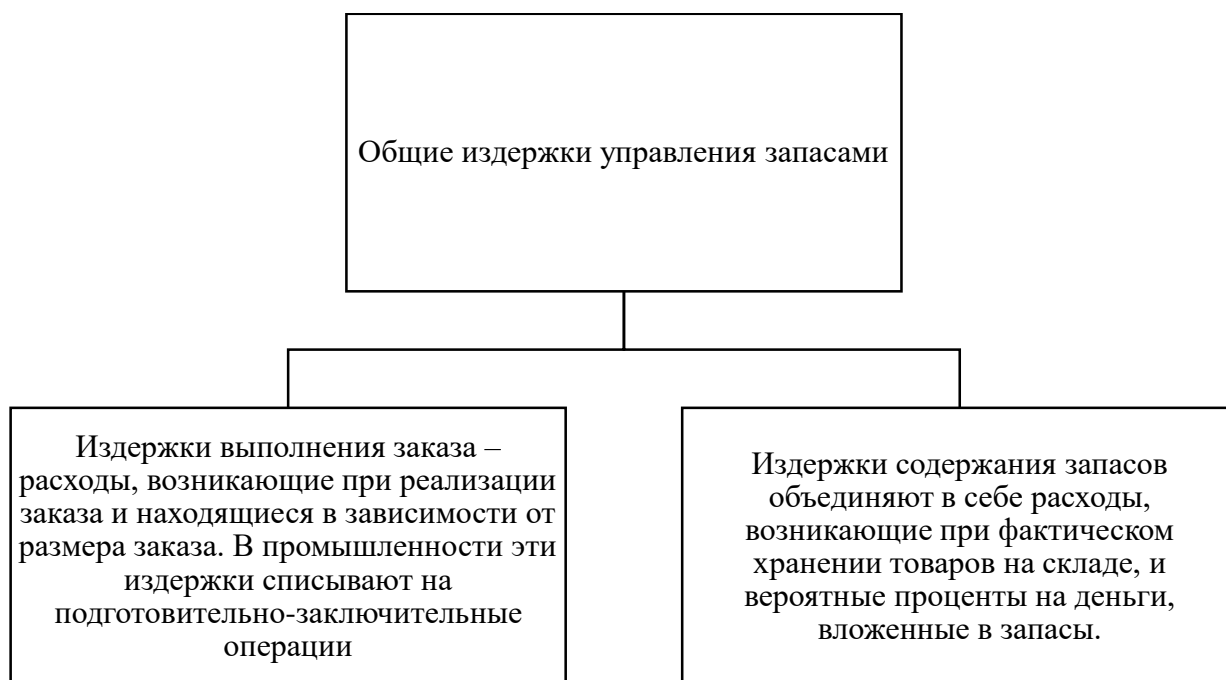 Общие издержки управления запасами
Издержки выполнения заказа –
расходы, возникающие при реализации
заказа и находящиеся в зависимости от
размера заказа. В промышленности эти
издержки списывают на
подготовительно-заключительные
операции
Издержки содержания запасов
объединяют в себе расходы,
возникающие при фактическом
хранении товаров на складе, и
вероятные проценты на деньги,
вложенные в запасы.